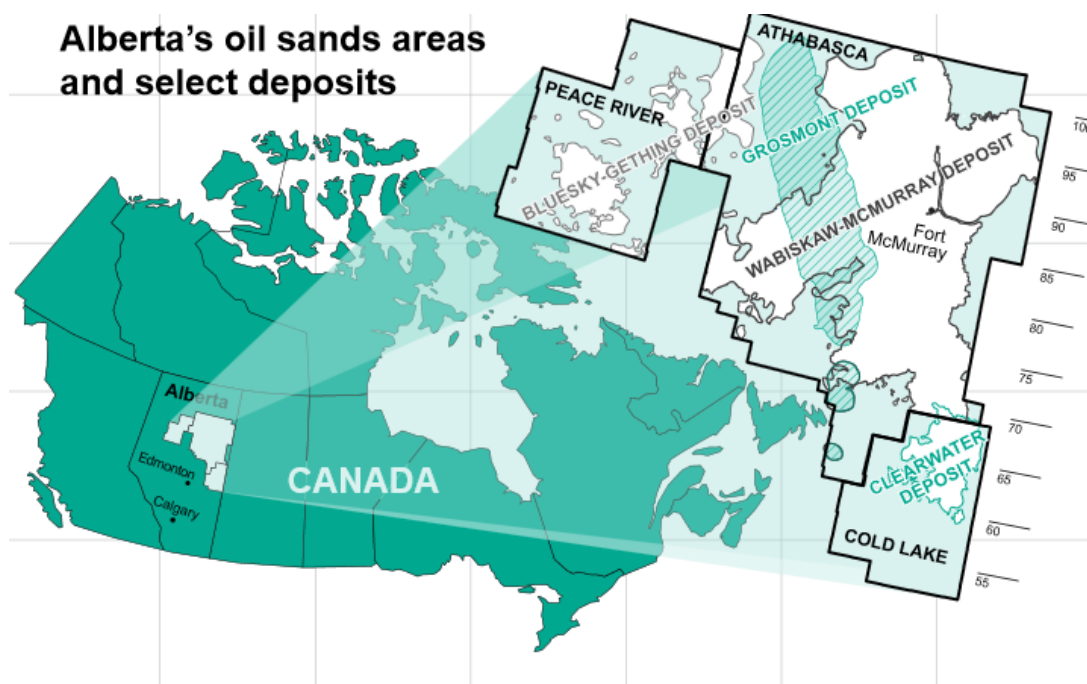 Alberta's oil sands areas
and select deposits
ATHABASCA
PEACE RIVER
GROSMONT DEPOSIT
BLUESKY-GETHING DEPOSIT
WABISKAW-MCMURRAY DEPOSIT
Fort
McMurray
100
95
90
85
80
75
70
65
60
55
Alberta
Edmonton
Calgary
CANADA
CLEARWATER
DEPOSIT
COLD LAKE